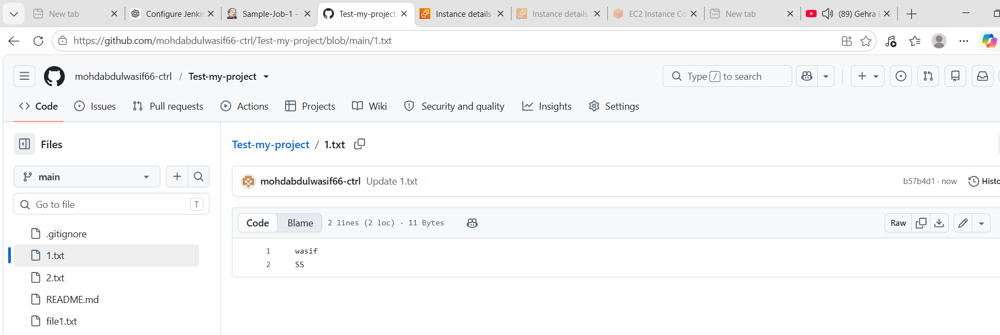 New tab
Configure Jenkin
Sample-Job-1 -
Test-my-project/
Instance details
Instance details
EC2 Instance Co
New tab
(89) Gehra
https://github.com/mohdabdulwasif66-ctrl/Test-my-project/blob/main/1.txt
mohdabdulwasif66-ctrl / Test-my-project
Type / to search
Code Issues Pull requests Actions Projects Wiki Security and quality Insights Settings
Files
main
Go to file T
.gitignore
1.txt
2.txt
README.md
file1.txt
Test-my-project / 1.txt
mohdabdulwasif66-ctrl Update 1.txt b57b4d1 · now Histo
Code Blame 2 lines (2 loc) · 11 Bytes Raw
1 wasif
2 SS